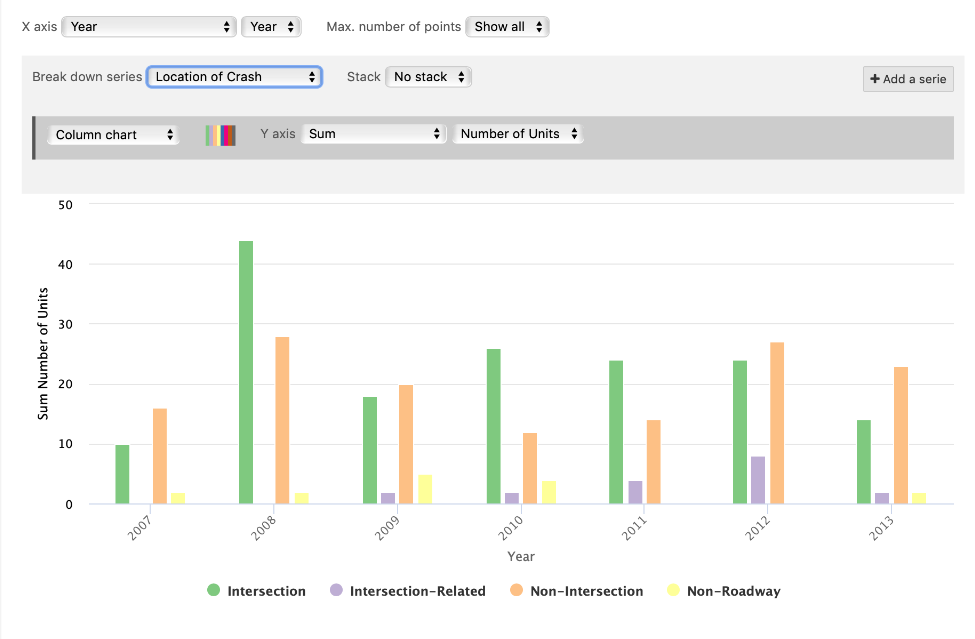 X axis Year Year Max. number of points Show all
Break down series Location of Crash Stack No stack + Add a serie
Column chart Y axis Sum Number of Units
50
40
30
20
10
0
Sum Number of Units
2007 2008 2009 2010 2011 2012 2013
Year
Intersection Intersection-Related Non-Intersection Non-Roadway